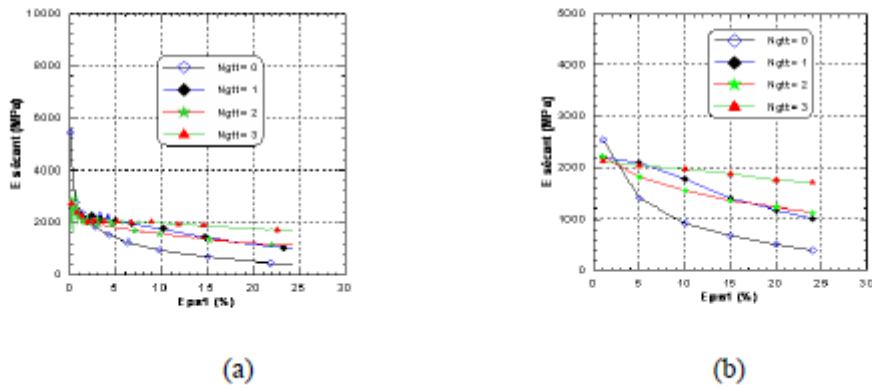 10000
8000
6000
4000
2000
0
E sécant (MPa)
Ngtt = 0
Ngtt = 1
Ngtt = 2
Ngtt = 3
0 5 10 15 20 25 30
(a)
5000
4000
3000
2000
1000
0
E sécant (MPa)
Ngtt = 0
Ngtt = 1
Ngtt = 2
Ngtt = 3
0 5 10 15 20 25 30
(b)